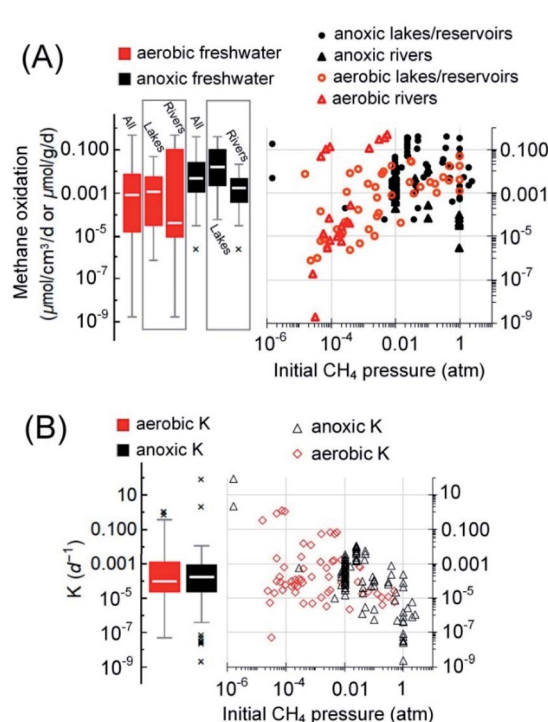 (A)
aerobic freshwater
anoxic freshwater
anoxic lakes/reservoirs
anoxic rivers
aerobic lakes/reservoirs
aerobic rivers
All
Lakes
Rivers
All
Lakes
Rivers
Methane oxidation
(µmol/cm³/d or µmol/g/d)
0.100
0.001
10⁻⁵
10⁻⁷
10⁻⁹
0.100
0.001
10⁻⁵
10⁻⁷
10⁻⁹
10⁻⁶ 10⁻⁴ 0.01 1
Initial CH₄ pressure (atm)
(B)
aerobic K
anoxic K
anoxic K
aerobic K
K (d⁻¹)
10
0.100
0.001
10⁻⁵
10⁻⁷
10⁻⁹
10
0.100
0.001
10⁻⁵
10⁻⁷
10⁻⁹
10⁻⁶ 10⁻⁴ 0.01 1
Initial CH₄ pressure (atm)